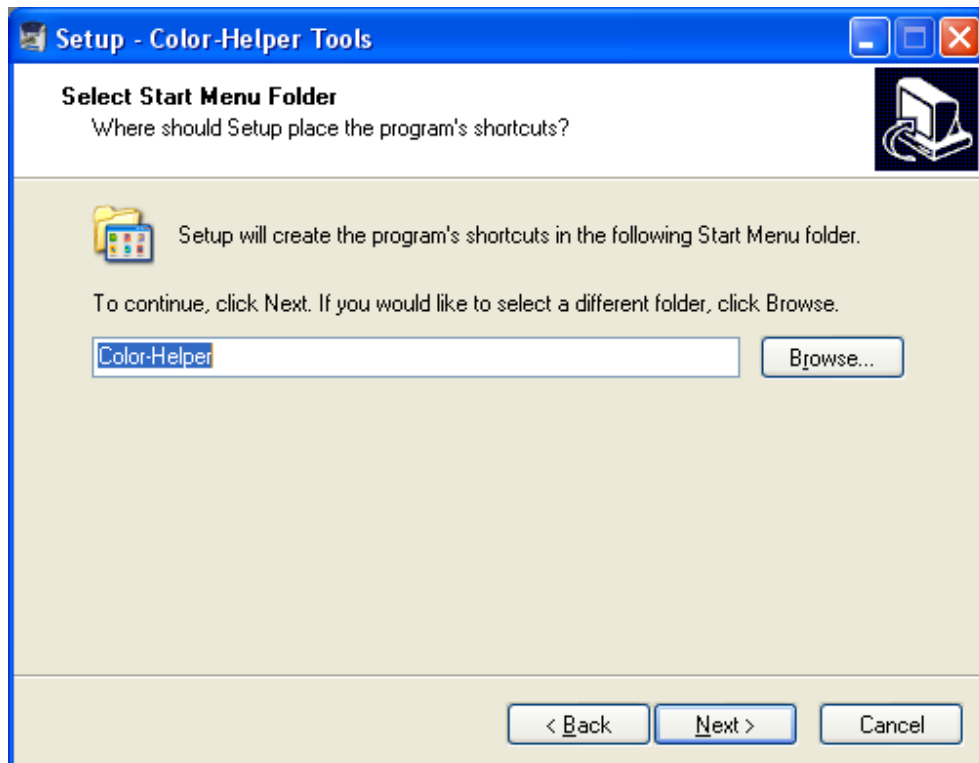 Setup - Color-Helper Tools
Select Start Menu Folder
Where should Setup place the program's shortcuts?
Setup will create the program's shortcuts in the following Start Menu folder.
To continue, click Next. If you would like to select a different folder, click Browse.
Color-Helper
Browse...
< Back
Next >
Cancel